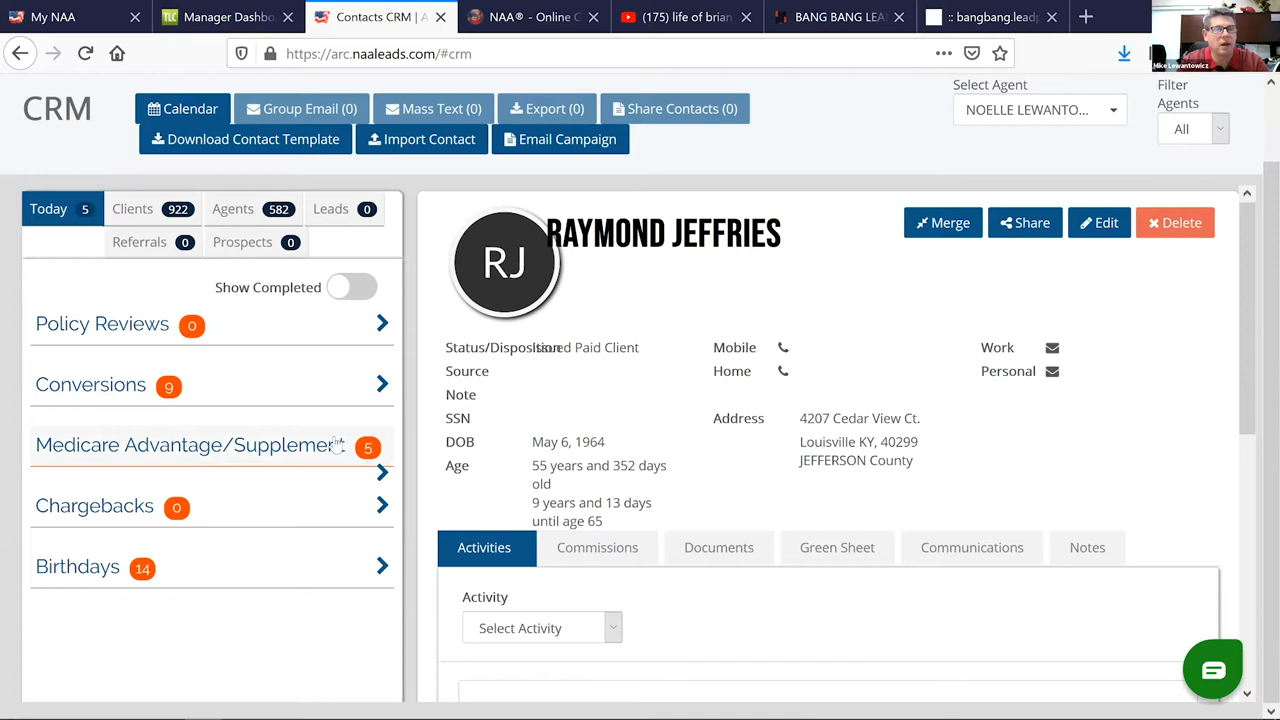 My NAA
Manager Dashbo
Contacts CRM | A
NAA® - Online C
(175) life of brian
BANG BANG LEA
:: bangbang.leadp
https://arc.naaleads.com/#crm
Mike Lewantowicz
CRM
Calendar
Group Email (0)
Mass Text (0)
Export (0)
Share Contacts (0)
Download Contact Template
Import Contact
Email Campaign
Select Agent
NOELLE LEWANTO...
Filter
Agents
All
Today 5
Clients 922
Agents 582
Leads 0
Referrals 0
Prospects 0
Show Completed
Policy Reviews 0
Conversions 9
Medicare Advantage/Supplement 5
Chargebacks 0
Birthdays 14
RJ
RAYMOND JEFFRIES
Merge
Share
Edit
Delete
Status/Disposition Issued Paid Client
Source
Note
SSN
DOB May 6, 1964
Age 55 years and 352 days
old
9 years and 13 days
until age 65
Mobile
Home
Address 4207 Cedar View Ct.
Louisville KY, 40299
JEFFERSON County
Work
Personal
Activities
Commissions
Documents
Green Sheet
Communications
Notes
Activity
Select Activity